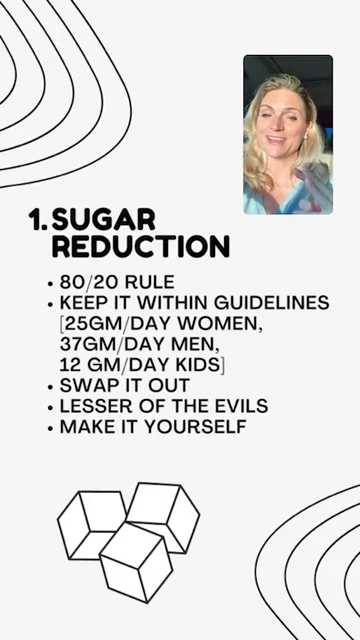 1. SUGAR
REDUCTION
• 80/20 RULE
• KEEP IT WITHIN GUIDELINES
[25GM/DAY WOMEN,
37GM/DAY MEN,
12 GM/DAY KIDS]
• SWAP IT OUT
• LESSER OF THE EVILS
• MAKE IT YOURSELF